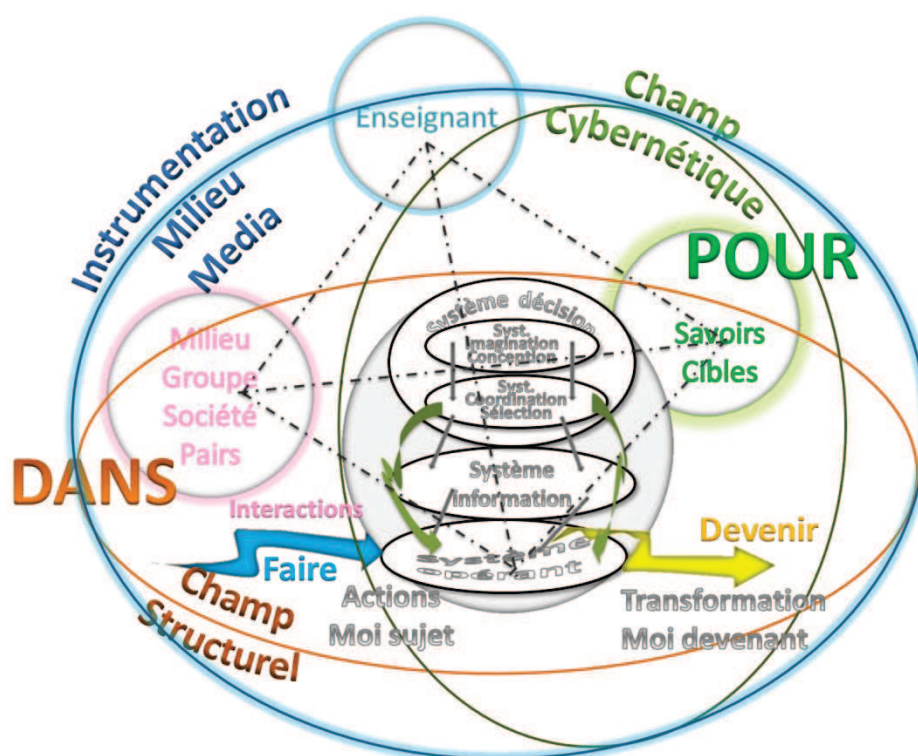 Enseignant
Champ
Cybernétique
Instrumentation
Milieu
Media
POUR
Savoirs
Cibles
Milieu
Groupe
Société
Pairs
Système décision
Syst.
Imagination
Conception
Syst.
Coordination
Sélection
Système
information
DANS
Interactions
Faire
Devenir
Système
opérant
Champ
Structurel
Actions
Moi sujet
Transformation
Moi devenant